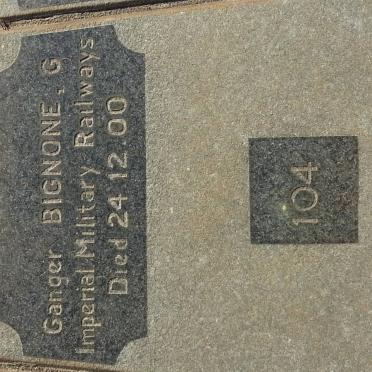 Ganger BIGNONE, G
Imperial Military Railways
Died 24 12.00
104